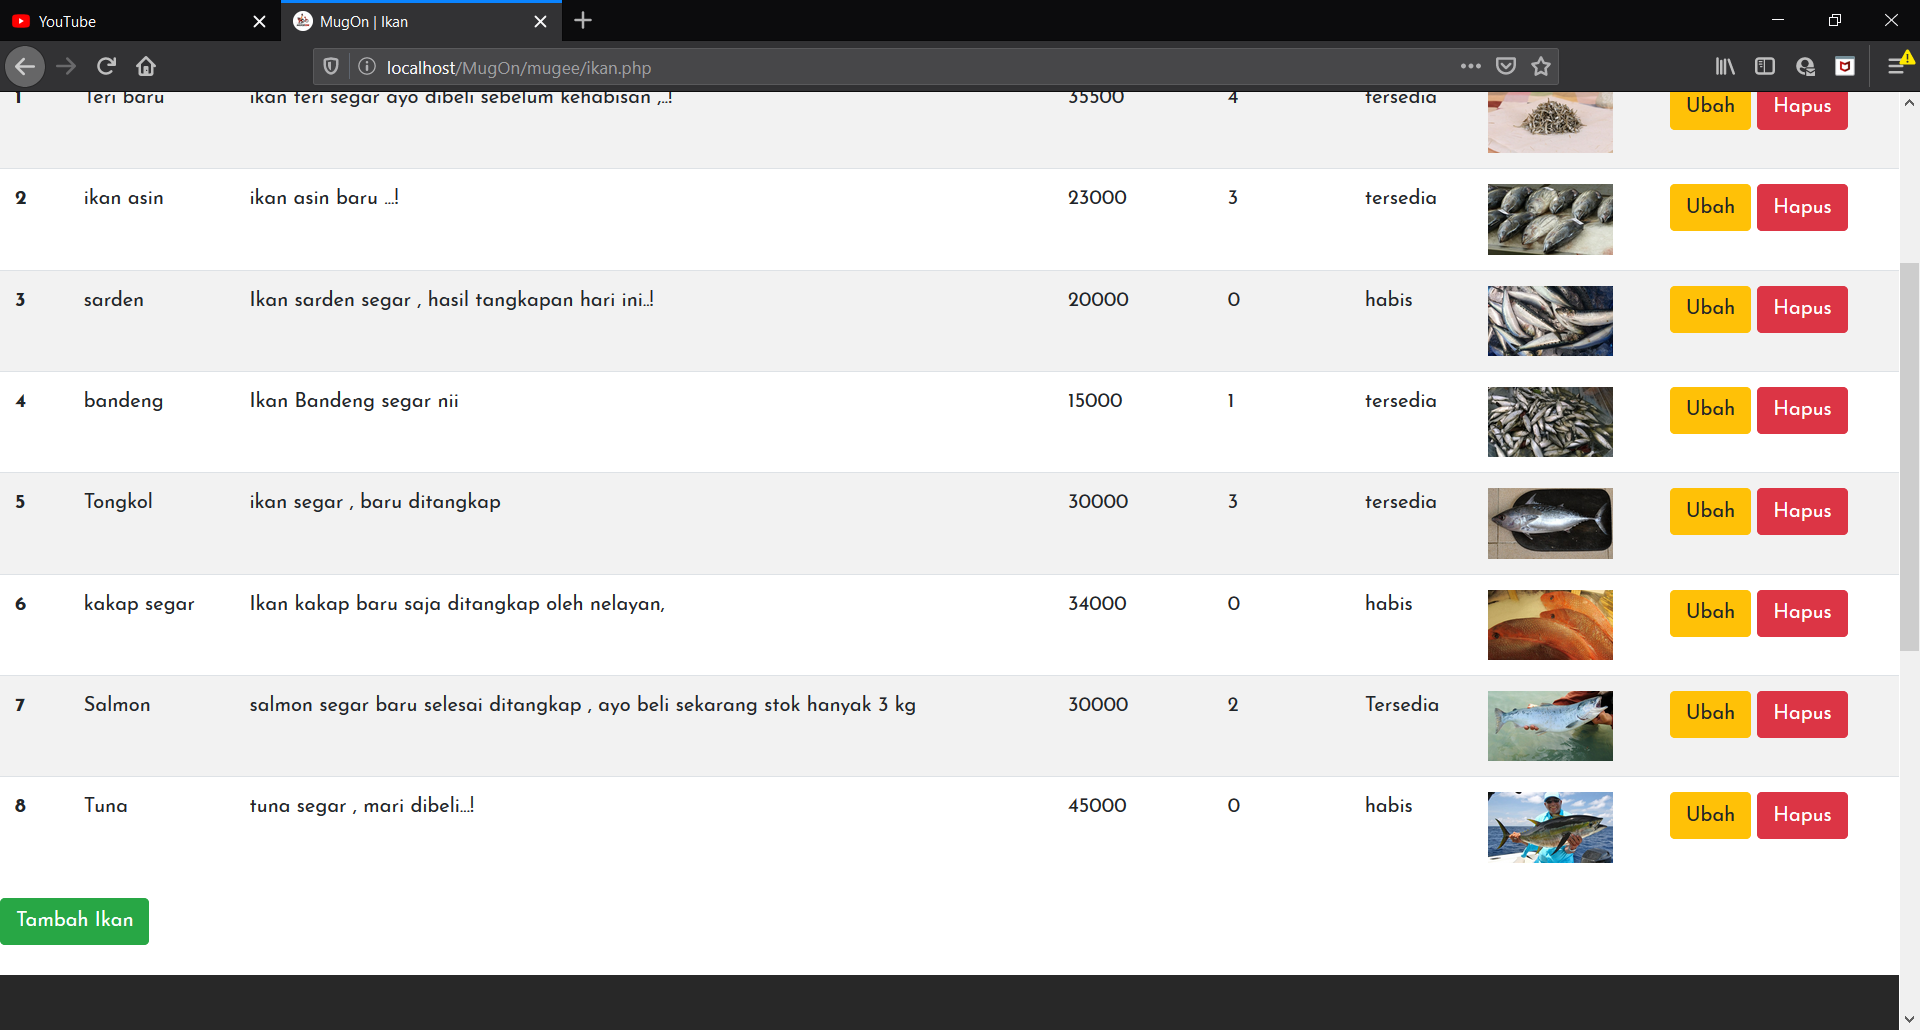 YouTube
MugOn | Ikan
localhost/MugOn/mugee/ikan.php
1 Teri baru ikan teri segar ayo dibeli sebelum kehabisan ,..! 35500 4 tersedia Ubah Hapus
2 ikan asin ikan asin baru ...! 23000 3 tersedia Ubah Hapus
3 sarden Ikan sarden segar , hasil tangkapan hari ini..! 20000 0 habis Ubah Hapus
4 bandeng Ikan Bandeng segar nii 15000 1 tersedia Ubah Hapus
5 Tongkol ikan segar , baru ditangkap 30000 3 tersedia Ubah Hapus
6 kakap segar Ikan kakap baru saja ditangkap oleh nelayan, 34000 0 habis Ubah Hapus
7 Salmon salmon segar baru selesai ditangkap , ayo beli sekarang stok hanyak 3 kg 30000 2 Tersedia Ubah Hapus
8 Tuna tuna segar , mari dibeli...! 45000 0 habis Ubah Hapus
Tambah Ikan